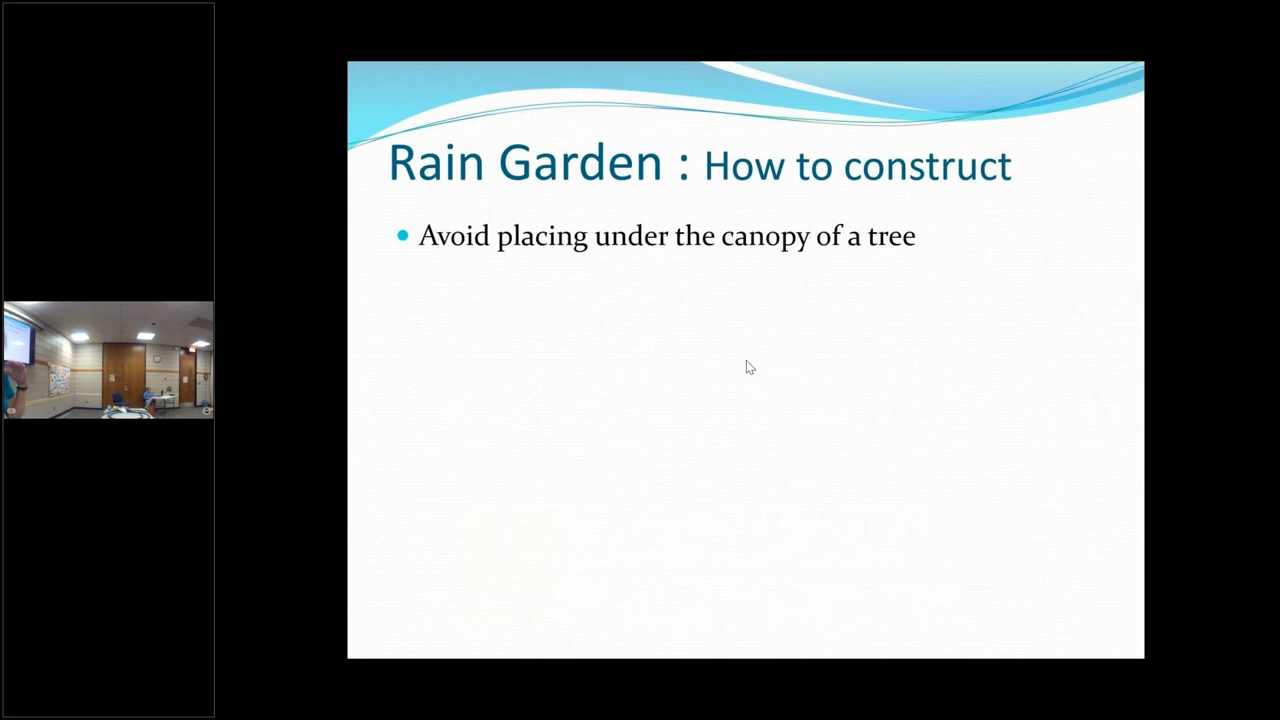 Rain Garden : How to construct
Avoid placing under the canopy of a tree